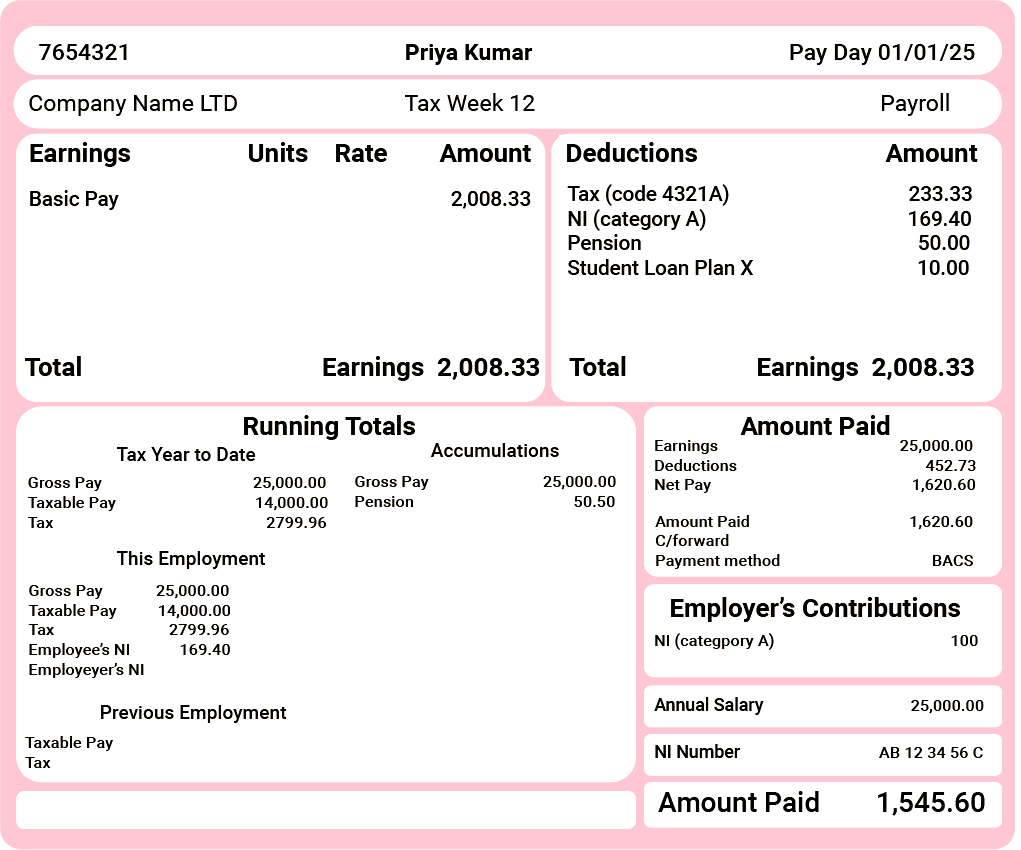 7654321 Priya Kumar Pay Day 01/01/25
Company Name LTD Tax Week 12 Payroll
Earnings Units Rate Amount
Basic Pay 2,008.33
Total Earnings 2,008.33
Deductions Amount
Tax (code 4321A) 233.33
NI (category A) 169.40
Pension 50.00
Student Loan Plan X 10.00
Total Earnings 2,008.33
Running Totals
Tax Year to Date
Gross Pay 25,000.00
Taxable Pay 14,000.00
Tax 2799.96
Accumulations
Gross Pay 25,000.00
Pension 50.50
This Employment
Gross Pay 25,000.00
Taxable Pay 14,000.00
Tax 2799.96
Employee’s NI 169.40
Employeyer’s NI
Previous Employment
Taxable Pay
Tax
Amount Paid
Earnings 25,000.00
Deductions 452.73
Net Pay 1,620.60
Amount Paid 1,620.60
C/forward
Payment method BACS
Employer’s Contributions
NI (categpory A) 100
Annual Salary 25,000.00
NI Number AB 12 34 56 C
Amount Paid 1,545.60